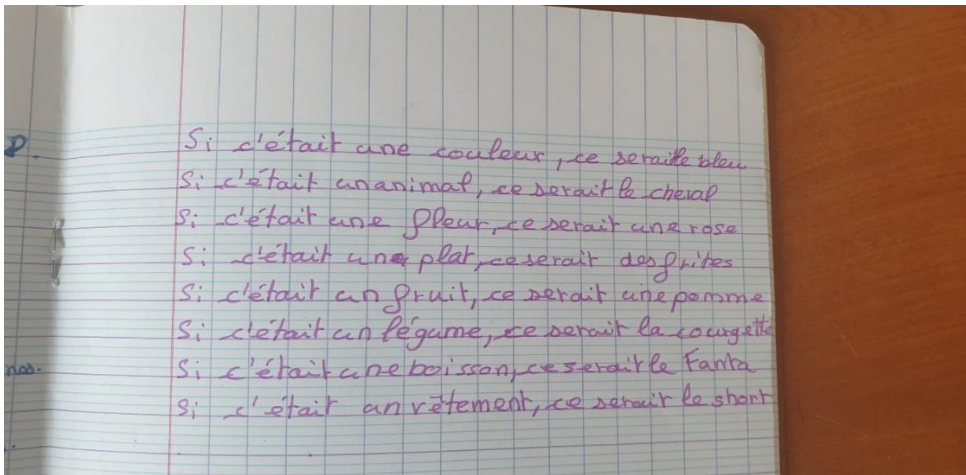 D.
Si c'était une couleur, ce serait le bleu
Si c'était un animal, ce serait le cheval
Si c'était une fleur, ce serait une rose
Si c'était un plat, ce serait des frites
Si c'était un fruit, ce serait une pomme
Si c'était un légume, ce serait la courgette
nos.
Si c'était une boisson, ce serait le Fanta
Si c'était un vêtement, ce serait le short